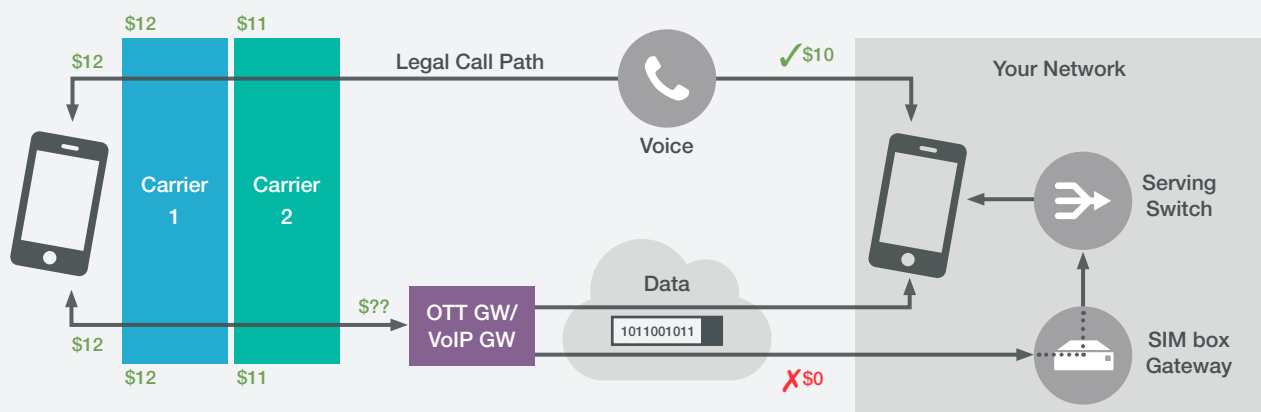 $12
$11
$12
Legal Call Path
✓$10
Your Network
Voice
Carrier
1
Carrier
2
Serving
Switch
Data
1011001011
$??
OTT GW/
VoIP GW
$12
SIM box
Gateway
$12
$11
✗$0